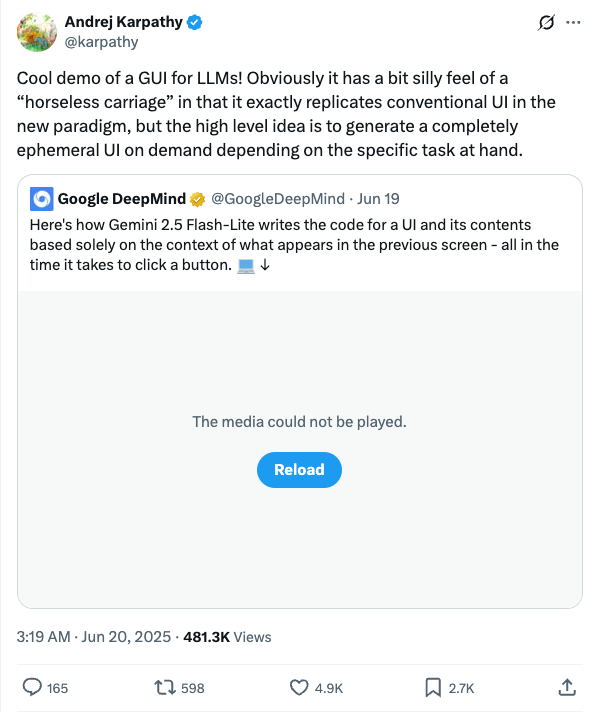 Andrej Karpathy
@karpathy
Cool demo of a GUI for LLMs! Obviously it has a bit silly feel of a
“horseless carriage” in that it exactly replicates conventional UI in the
new paradigm, but the high level idea is to generate a completely
ephemeral UI on demand depending on the specific task at hand.
Google DeepMind @GoogleDeepMind · Jun 19
Here's how Gemini 2.5 Flash-Lite writes the code for a UI and its contents
based solely on the context of what appears in the previous screen - all in the
time it takes to click a button. 💻 ↓
The media could not be played.
Reload
3:19 AM · Jun 20, 2025 · 481.3K Views
165 598 4.9K 2.7K